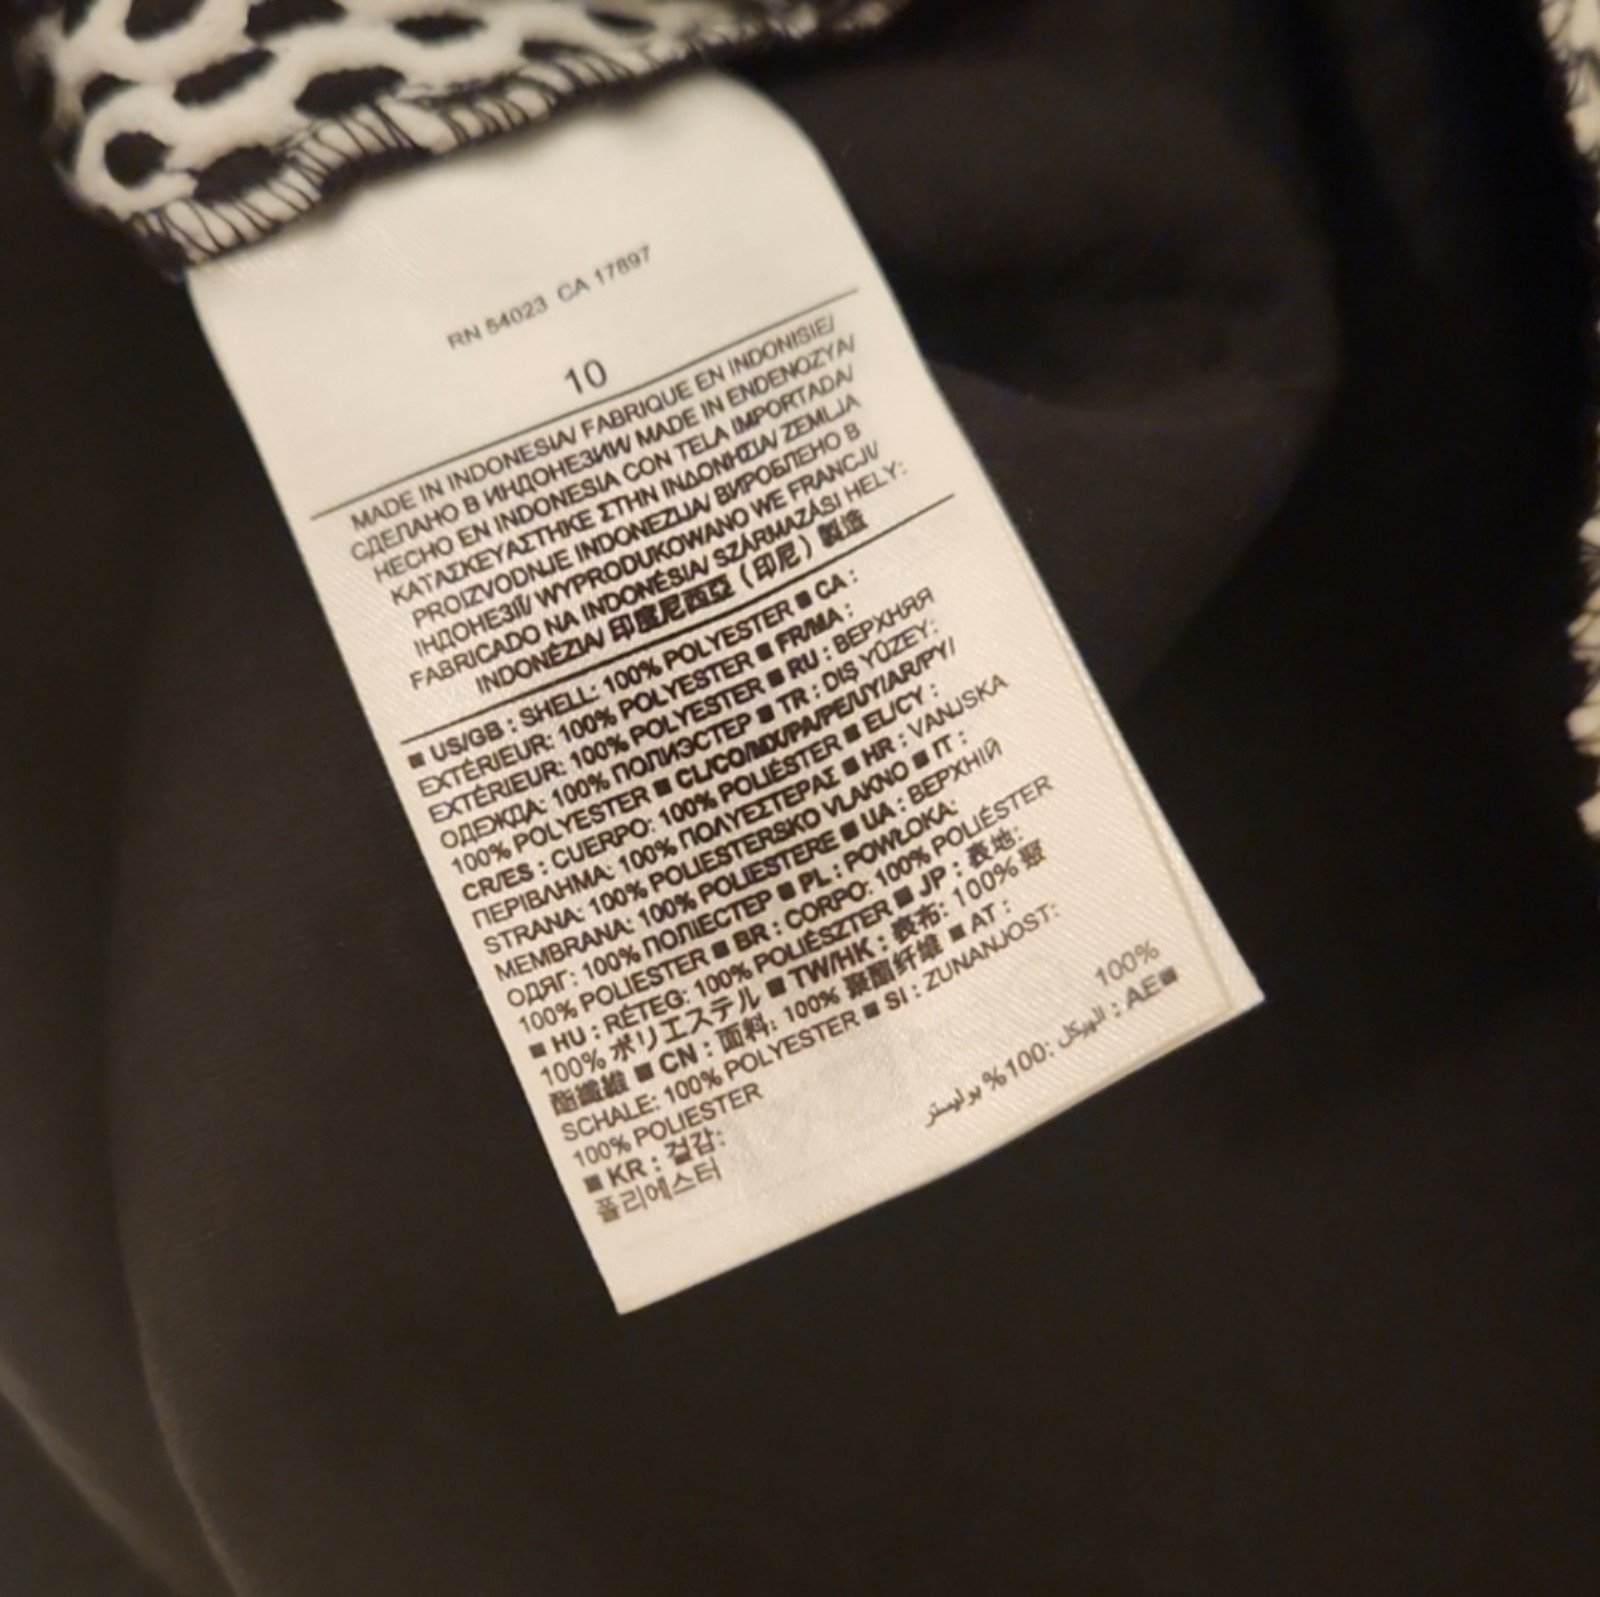 RN 54023 CA 17897
10
MADE IN INDONESIA/ FABRIQUE EN INDONISIE/
СДЕЛАНО В ИНДОНЕЗИИ/ MADE IN ENDENOZYA/
HECHO EN INDONESIA CON TELA IMPORTADA/
ΚΑΤΑΣΚΕΥΑΣΤΗΚΕ ΣΤΗΝ ΙΝΔΟΝΗΣΙΑ/ ZEMLJA
PROIZVODNJE INDONEZIJA/ ВИРОБЛЕНО В
ІНДОНЕЗІЇ/ WYPRODUKOWANO WE FRANCJI/
FABRICADO NA INDONÉSIA/ SZÁRMAZÁSI HELY:
INDONÉZIA/ 印度尼西亞（印尼）製造
■ US/GB : SHELL: 100% POLYESTER ■ CA :
EXTÉRIEUR: 100% POLYESTER ■ FR/MA :
EXTÉRIEUR: 100% POLYESTER ■ RU : ВЕРХНЯЯ
ОДЕЖДА: 100% ПОЛИЭСТЕР ■ TR : DIŞ YÜZEY:
100% POLYESTER ■ CL/CO/MX/PA/PE/UY/AR/PY/
CR/ES : CUERPO: 100% POLIÉSTER ■ EL/CY :
ΠΕΡΙΒΛΗΜΑ: 100% ΠΟΛΥΕΣΤΕΡΑΣ ■ HR : VANJSKA
STRANA: 100% POLIESTERSKO VLAKNO ■ IT :
MEMBRANA: 100% POLIESTERE ■ UA : ВЕРХНІЙ
ОДЯГ: 100% ПОЛІЕСТЕР ■ PL : POWŁOKA:
100% POLIESTER ■ BR : CORPO: 100% POLIÉSTER
■ HU : RÉTEG: 100% POLIÉSZTER ■ JP : 表地:
100% ポリエステル ■ TW/HK : 表布: 100% 聚
酯纖維 ■ CN : 面料: 100% 聚酯纤维 ■ AT :
SCHALE: 100% POLYESTER ■ SI : ZUNANJOST:
100% POLIESTER
■ KR : 겉감: 100%
폴리에스터
■AE : الهيكل: 100% بوليستر